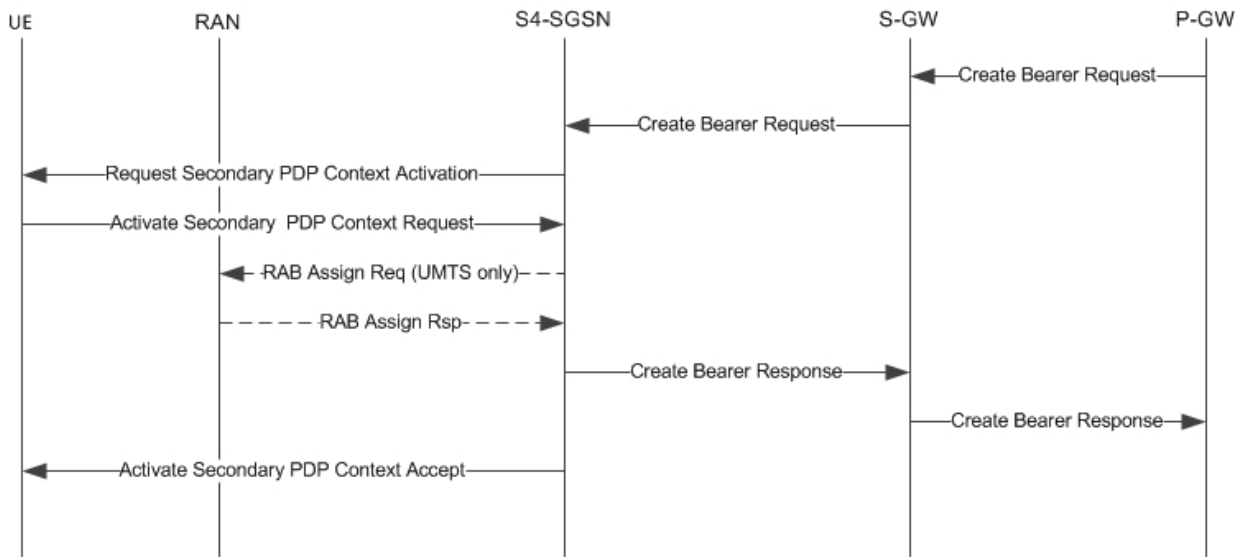 UE
RAN
S4-SGSN
S-GW
P-GW
Create Bearer Request
Create Bearer Request
Request Secondary PDP Context Activation
Activate Secondary PDP Context Request
RAB Assign Req (UMTS only)
RAB Assign Rsp
Create Bearer Response
Create Bearer Response
Activate Secondary PDP Context Accept